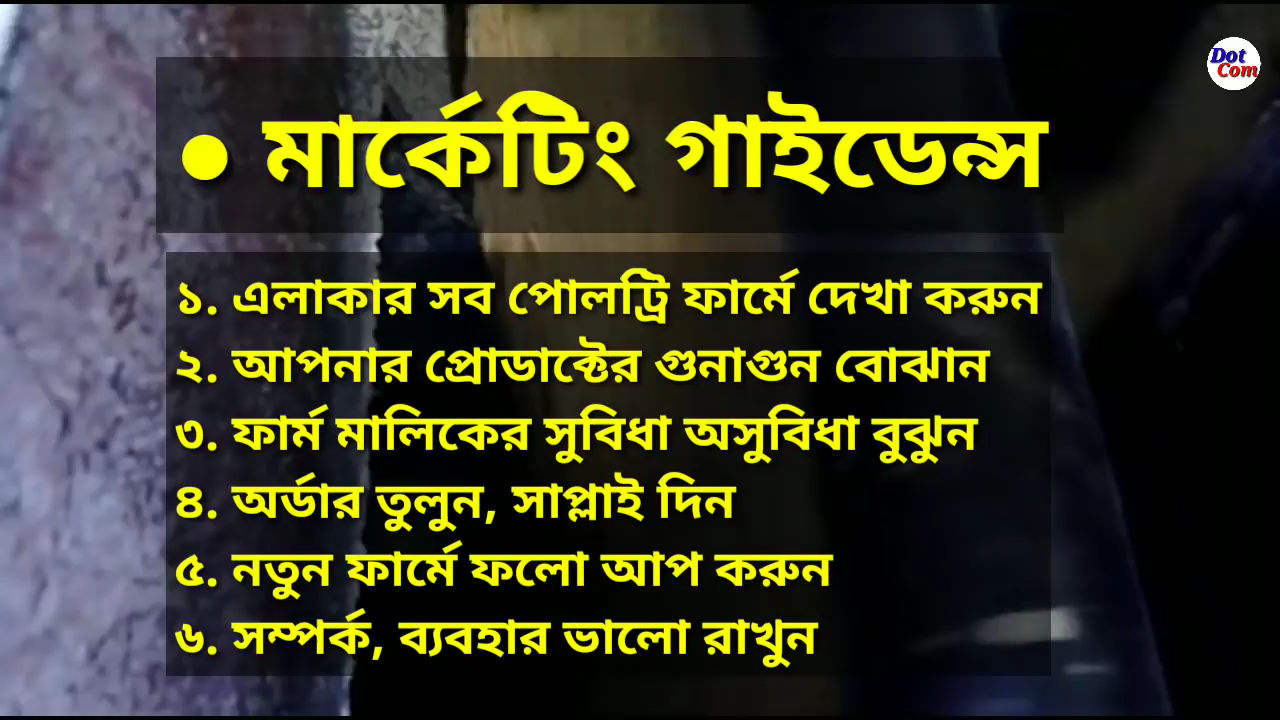 • মার্কেটিং গাইডেন্স
১. এলাকার সব পোলট্রি ফার্মে দেখা করুন
২. আপনার প্রোডাক্টের গুনাগুন বোঝান
৩. ফার্ম মালিকের সুবিধা অসুবিধা বুঝুন
৪. অর্ডার তুলুন, সাপ্লাই দিন
৫. নতুন ফার্মে ফলো আপ করুন
৬. সম্পর্ক, ব্যবহার ভালো রাখুন
Dot
Com